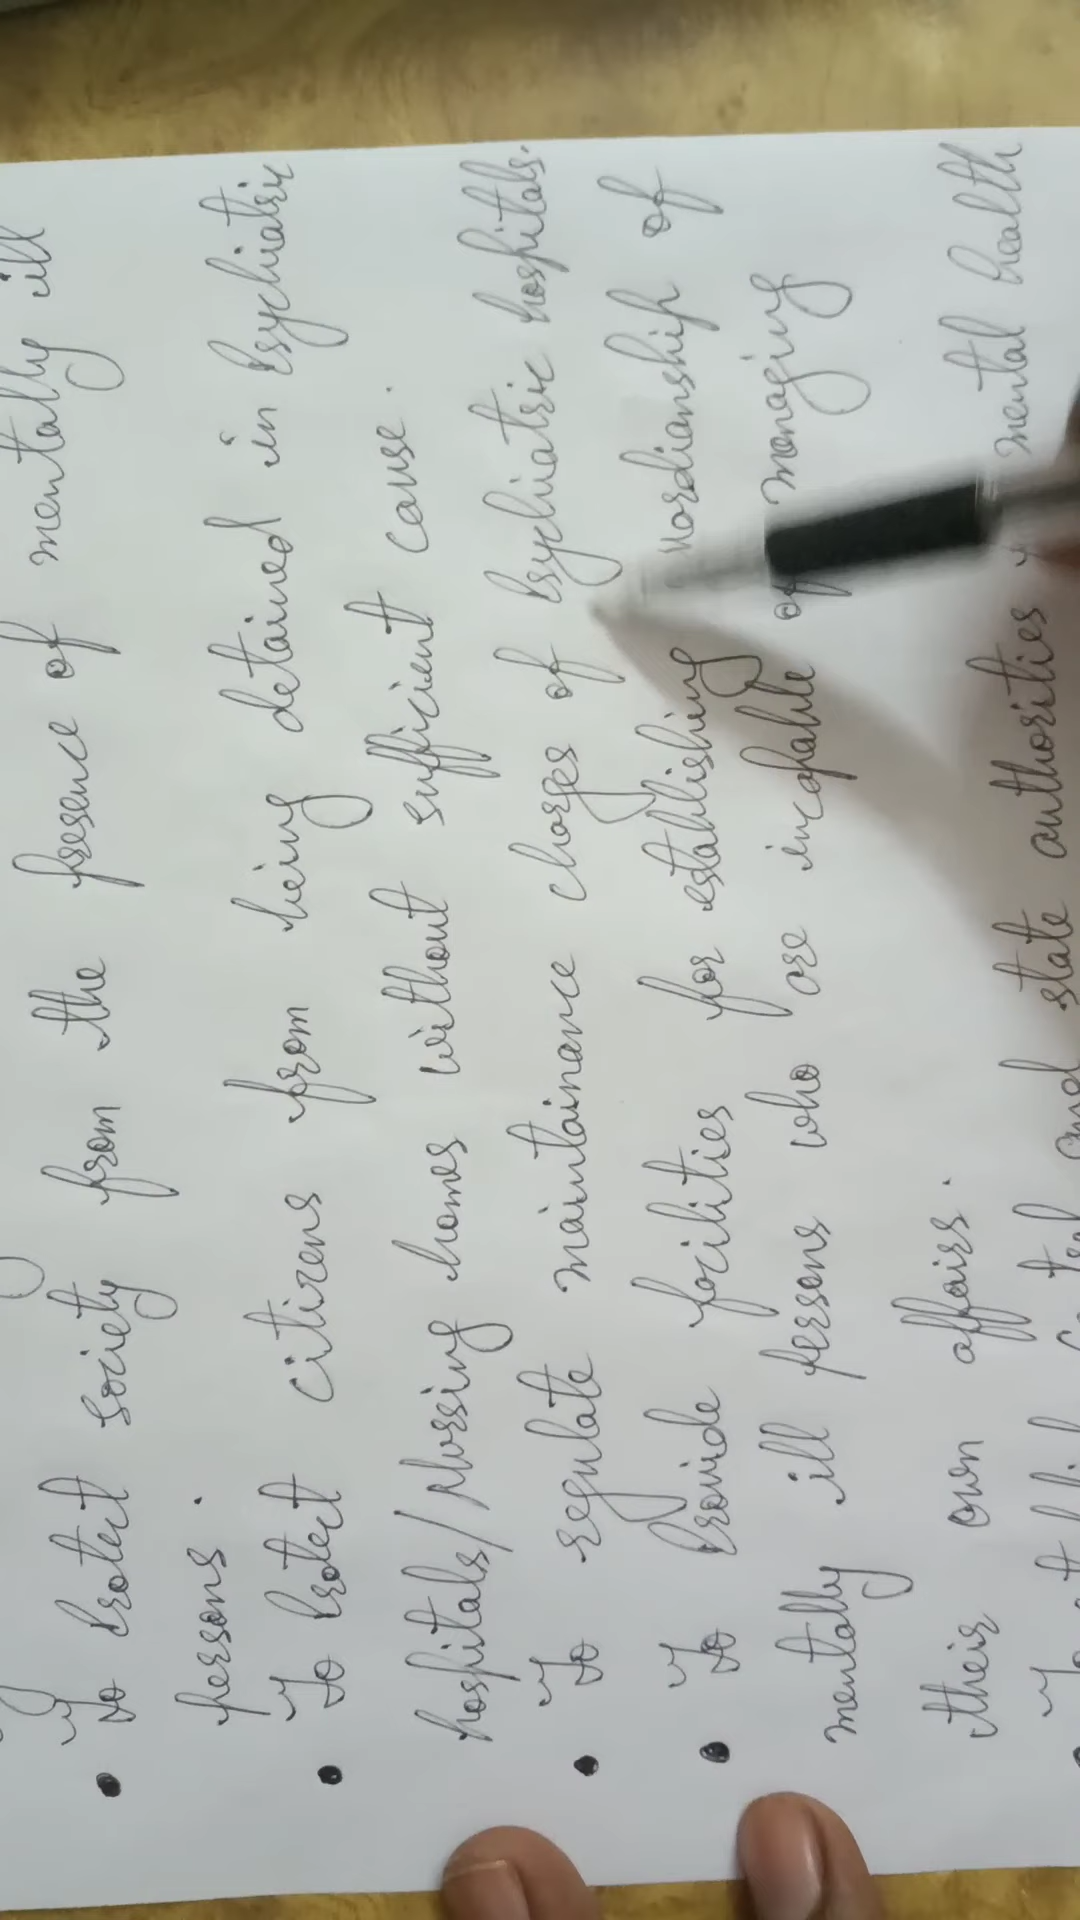 • To protect society from the presence of mentally ill
persons.
• To protect citizens from being detained in psychiatric
hospitals/Nursing homes without sufficient cause.
• To regulate maintainance charges of psychiatric hospitals.
• To provide facilities for establishing of
mentally ill persons who are incapable of managing
their own affairs.
state authorities mental health